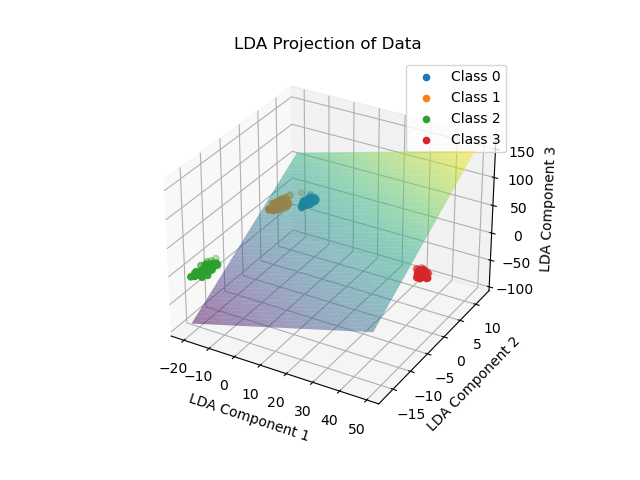 LDA Projection of Data
Class 0
Class 1
Class 2
Class 3
150
100
50
0
−50
−100
LDA Component 3
10
5
0
−5
−10
−15
LDA Component 2
−20
−10
0
10
20
30
40
50
LDA Component 1